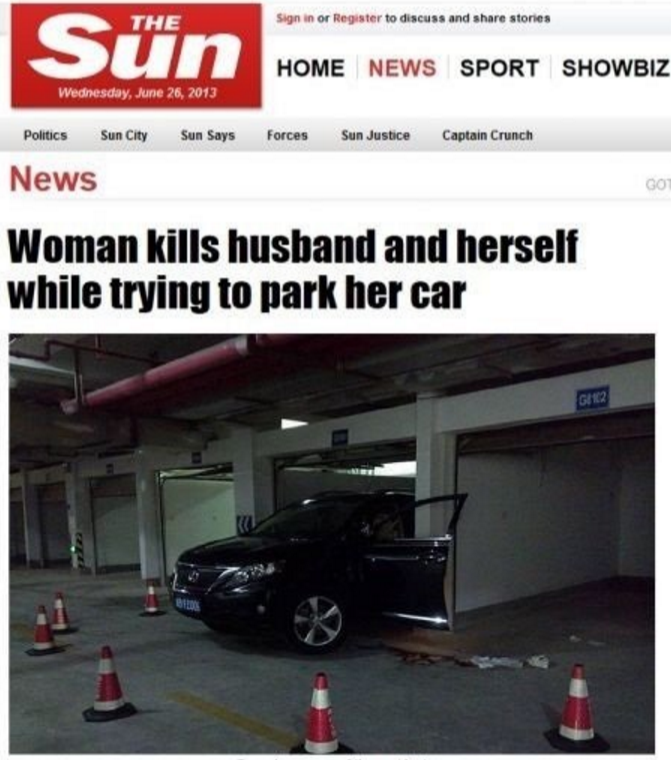 THE
Sun
Wednesday, June 26, 2013
Sign in or Register to discuss and share stories
HOME NEWS SPORT SHOWBIZ
Politics Sun City Sun Says Forces Sun Justice Captain Crunch
News
GOT
Woman kills husband and herself
while trying to park her car